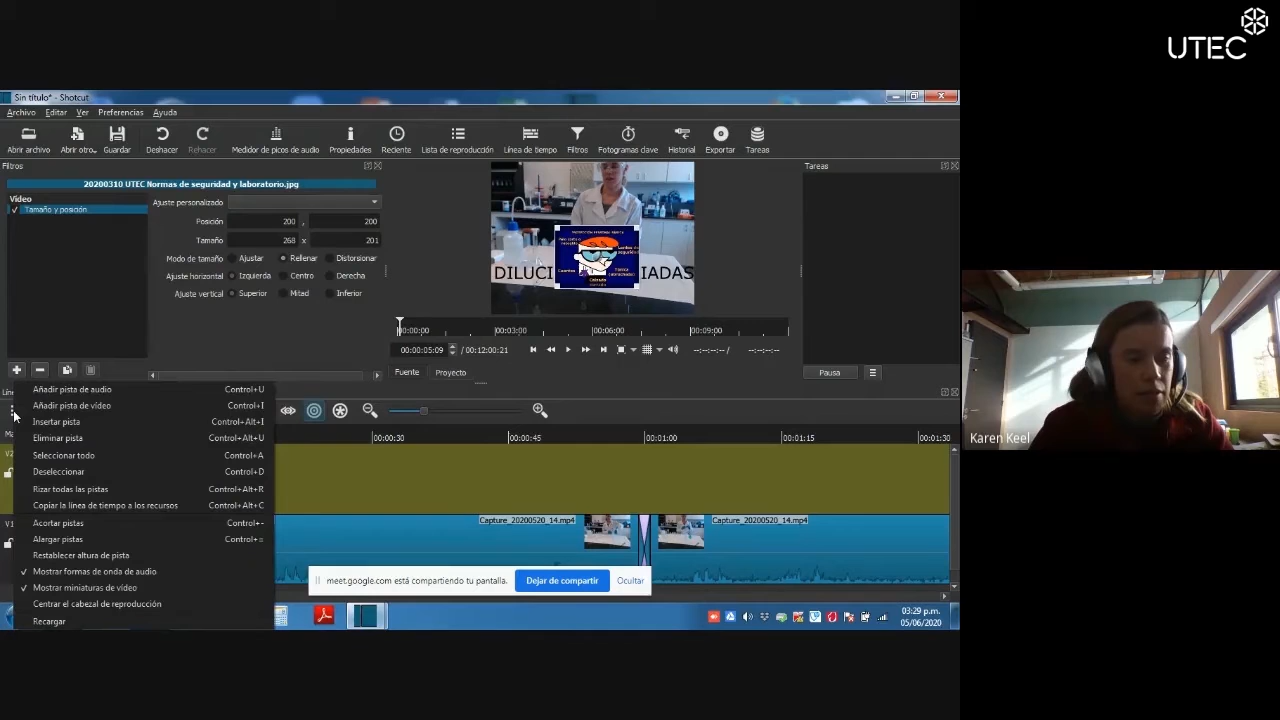 UTEC
Sin título* - Shotcut
Archivo Editar Ver Preferencias Ayuda
Abrir archivo Abrir otro.. Guardar Deshacer Rehacer Medidor de picos de audio Propiedades Reciente Lista de reproducción Línea de tiempo Filtros Fotogramas clave Historial Exportar Tareas
Filtros
Tareas
20200310 UTEC Normas de seguridad y laboratorio.jpg
Vídeo
✓ Tamaño y posición
Ajuste personalizado
Posición 200 , 200
Tamaño 268 x 201
Modo de tamaño Ajustar Rellenar Distorsionar
Ajuste horizontal Izquierda Centro Derecha
Ajuste vertical Superior Mitad Inferior
DILUCI IADAS
00:00:00 00:03:00 00:06:00 00:09:00
00:00:05:09 / 00:12:00:21 --:--:--:-- / --:--:--:--
Fuente Proyecto
Pausa
Añadir pista de audio Control+U
Añadir pista de vídeo Control+I
Insertar pista Control+Alt+I
Eliminar pista Control+Alt+U
Seleccionar todo Control+A
Deseleccionar Control+D
Rizar todas las pistas Control+Alt+R
Copiar la línea de tiempo a los recursos Control+Alt+C
Acortar pistas Control+-
Alargar pistas Control+=
Restablecer altura de pista
✓ Mostrar formas de onda de audio
✓ Mostrar miniaturas de vídeo
Centrar el cabezal de reproducción
Recargar
00:00:30 00:00:45 00:01:00 00:01:15 00:01:30
V1
Capture_20200520_14.mp4 Capture_20200520_14.mp4
meet.google.com está compartiendo tu pantalla. Dejar de compartir Ocultar
03:29 p.m.
05/06/2020
Karen Keel